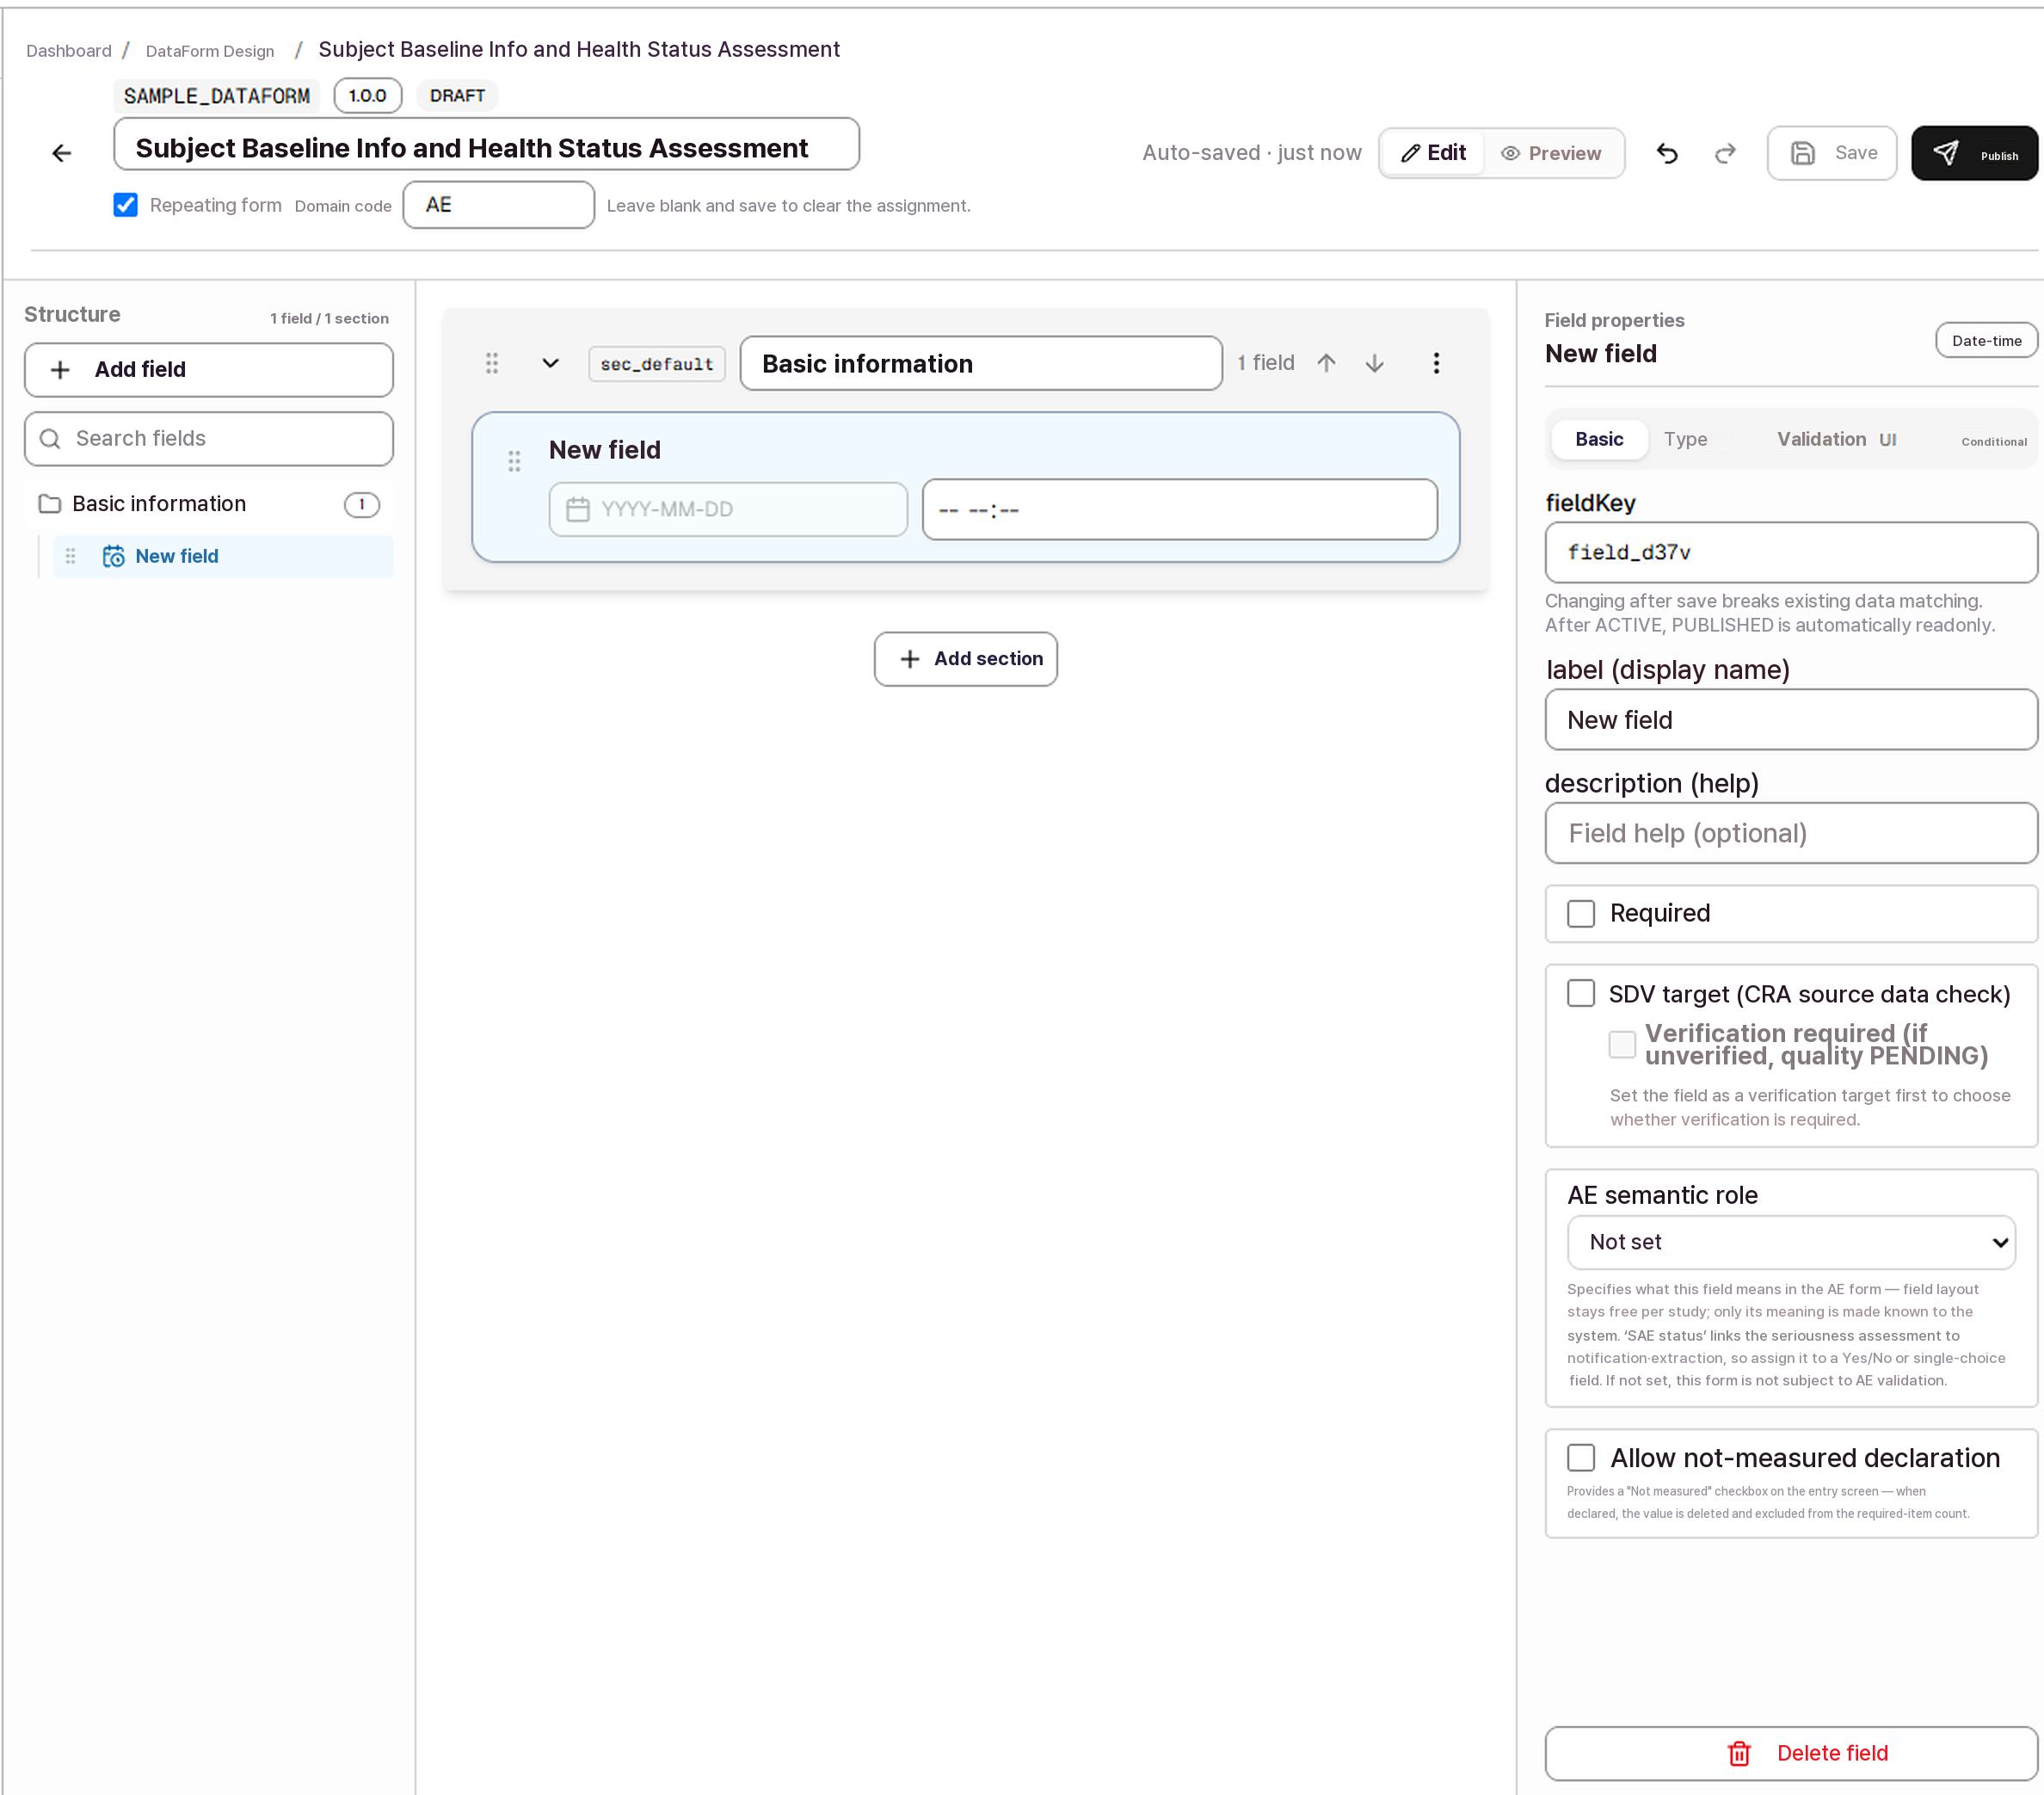 Dashboard / DataForm Design / Subject Baseline Info and Health Status Assessment
SAMPLE_DATAFORM 1.0.0 DRAFT
Subject Baseline Info and Health Status Assessment
Auto-saved · just now Edit Preview Save Publish
Repeating form Domain code AE Leave blank and save to clear the assignment.
Structure 1 field / 1 section
+ Add field
Search fields
Basic information 1
New field
sec_default Basic information 1 field
New field
YYYY-MM-DD -- --:--
+ Add section
Field properties
New field Date-time
Basic Type Validation UI Conditional
fieldKey
field_d37v
Changing after save breaks existing data matching.
After ACTIVE, PUBLISHED is automatically readonly.
label (display name)
New field
description (help)
Field help (optional)
Required
SDV target (CRA source data check)
Verification required (if
unverified, quality PENDING)
Set the field as a verification target first to choose
whether verification is required.
AE semantic role
Not set
Specifies what this field means in the AE form — field layout
stays free per study; only its meaning is made known to the
system. ‘SAE status’ links the seriousness assessment to
notification·extraction, so assign it to a Yes/No or single-choice
field. If not set, this form is not subject to AE validation.
Allow not-measured declaration
Provides a "Not measured" checkbox on the entry screen — when
declared, the value is deleted and excluded from the required-item count.
Delete field